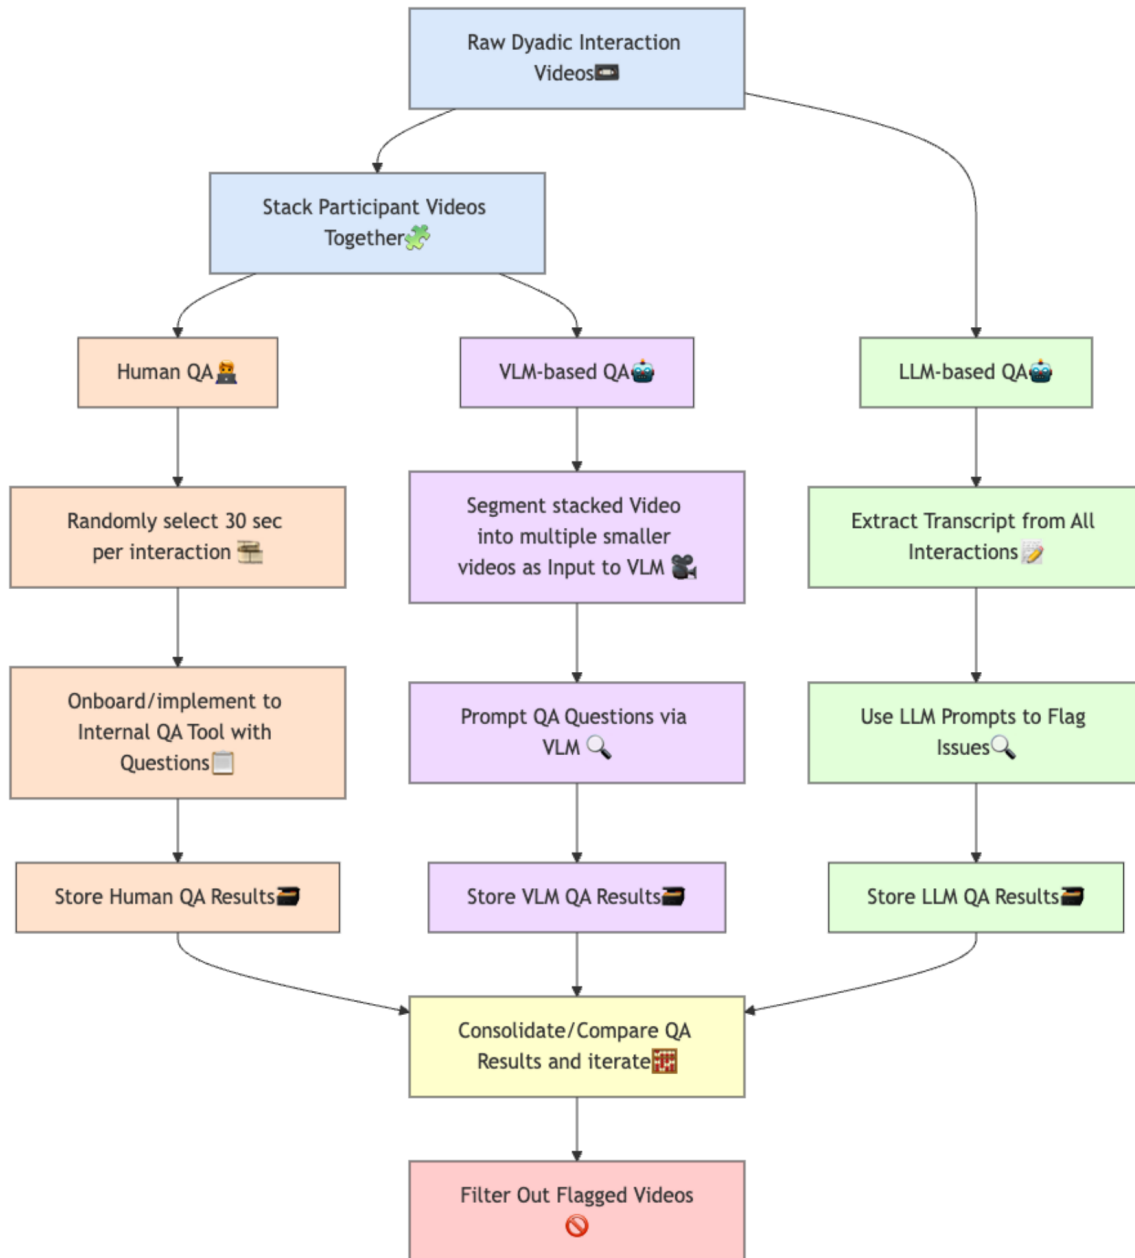 Raw Dyadic Interaction
Videos📼
Stack Participant Videos
Together🧩
Human QA🧑‍💻
VLM-based QA🤖
LLM-based QA🤖
Randomly select 30 sec
per interaction
Segment stacked Video
into multiple smaller
videos as Input to VLM 🎥
Extract Transcript from All
Interactions📝
Onboard/implement to
Internal QA Tool with
Questions📋
Prompt QA Questions via
VLM 🔍
Use LLM Prompts to Flag
Issues🔍
Store Human QA Results🗃️
Store VLM QA Results🗃️
Store LLM QA Results🗃️
Consolidate/Compare QA
Results and iterate🧮
Filter Out Flagged Videos
🚫